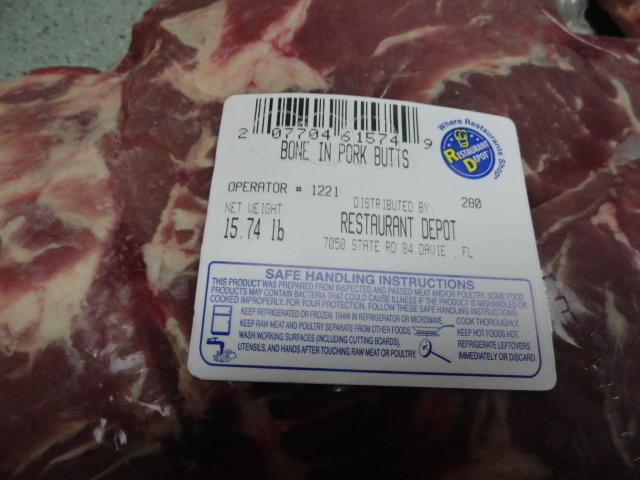 2 07704 61574 9
BONE IN PORK BUTTS
Where Restaurants Shop
RESTAURANT DEPOT
OPERATOR # 1221
DISTRIBUTED BY: 280
NET WEIGHT
15.74 lb
RESTAURANT DEPOT
7050 STATE RD 84 DAVIE , FL
SAFE HANDLING INSTRUCTIONS
THIS PRODUCT WAS PREPARED FROM INSPECTED AND PASSED MEAT AND/OR POULTRY. SOME FOOD
PRODUCTS MAY CONTAIN BACTERIA THAT COULD CAUSE ILLNESS IF THE PRODUCT IS MISHANDLED OR
COOKED IMPROPERLY. FOR YOUR PROTECTION, FOLLOW THESE SAFE HANDLING INSTRUCTIONS.
KEEP REFRIGERATED OR FROZEN. THAW IN REFRIGERATOR OR MICROWAVE.
KEEP RAW MEAT AND POULTRY SEPARATE FROM OTHER FOODS.
WASH WORKING SURFACES (INCLUDING CUTTING BOARDS),
UTENSILS, AND HANDS AFTER TOUCHING RAW MEAT OR POULTRY.
COOK THOROUGHLY.
KEEP HOT FOODS HOT.
REFRIGERATE LEFTOVERS
IMMEDIATELY OR DISCARD.